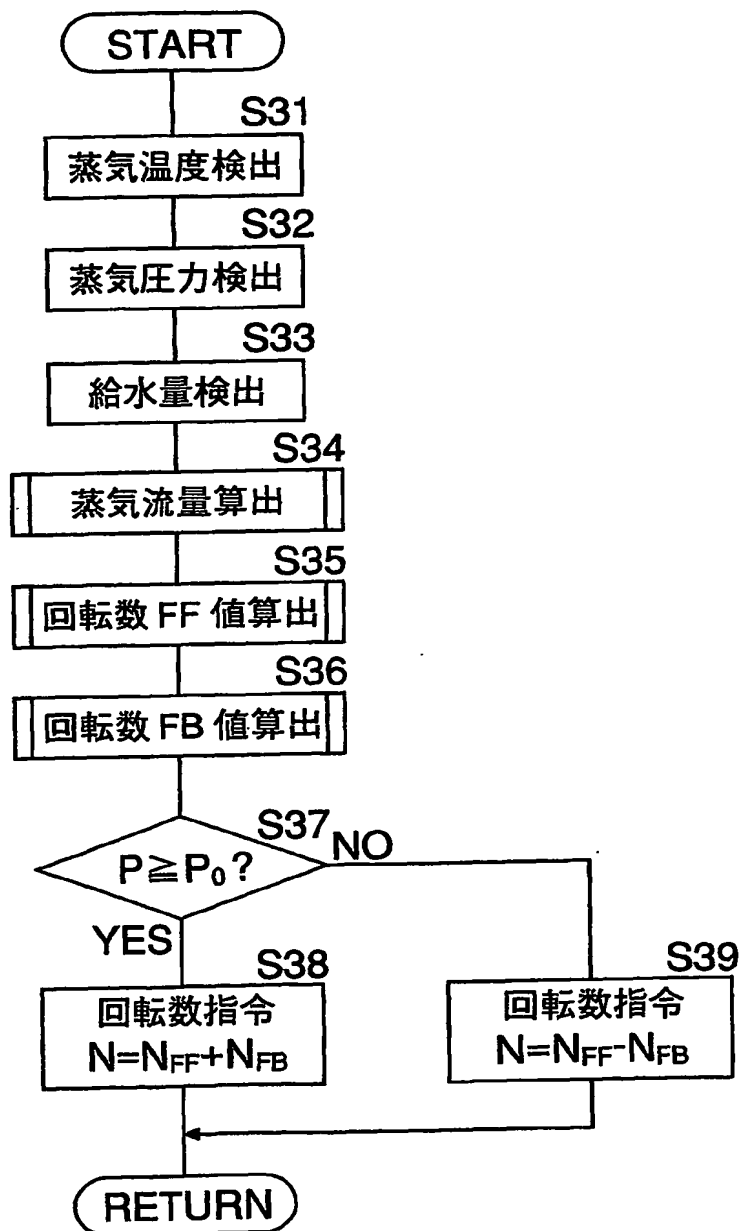 START
S31
蒸気温度検出
S32
蒸気圧力検出
S33
給水量検出
S34
蒸気流量算出
S35
回転数 FF 値算出
S36
回転数 FB 値算出
S37
P≧P₀?
NO
YES
S38
回転数指令
N=NFF+NFB
S39
回転数指令
N=NFF-NFB
RETURN